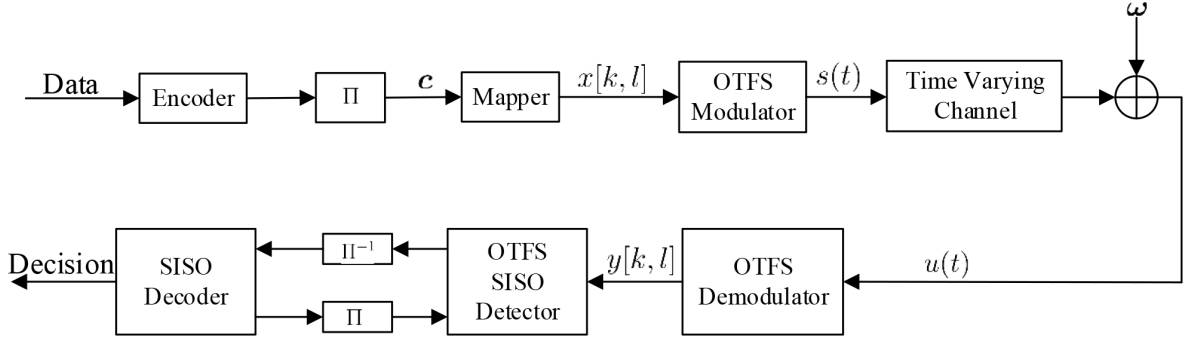 Data
Encoder
Π
c
Mapper
x[k, l]
OTFS
Modulator
s(t)
Time Varying
Channel
ω
Decision
SISO
Decoder
Π⁻¹
Π
OTFS
SISO
Detector
y[k, l]
OTFS
Demodulator
u(t)